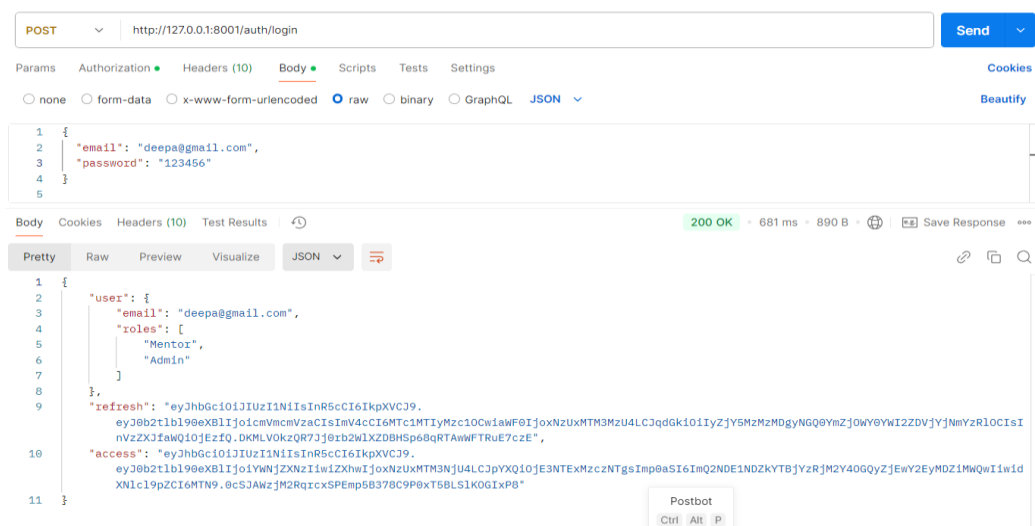 POST http://127.0.0.1:8001/auth/login Send
Params Authorization Headers (10) Body Scripts Tests Settings Cookies
none form-data x-www-form-urlencoded raw binary GraphQL JSON Beautify
1 {
2 "email": "deepa@gmail.com",
3 "password": "123456"
4 }
5
Body Cookies Headers (10) Test Results 200 OK 681 ms 890 B Save Response
Pretty Raw Preview Visualize JSON
1 {
2 "user": {
3 "email": "deepa@gmail.com",
4 "roles": [
5 "Mentor",
6 "Admin"
7 ]
8 },
9 "refresh": "eyJhbGciOiJIUzI1NiIsInR5cCI6IkpXVCJ9.
10 "access": "eyJhbGciOiJIUzI1NiIsInR5cCI6IkpXVCJ9.
11 }
Postbot
Ctrl Alt P